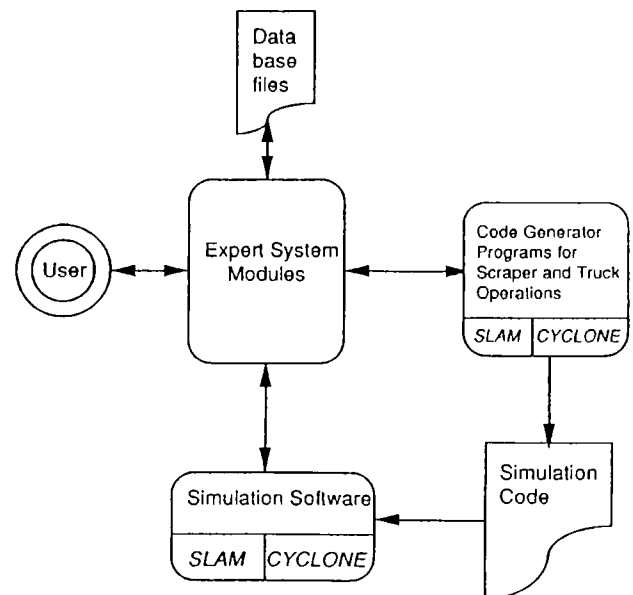 Data
base
files
User
Expert System
Modules
Code Generator
Programs for
Scraper and Truck
Operations
SLAM CYCLONE
Simulation Software
SLAM CYCLONE
Simulation
Code